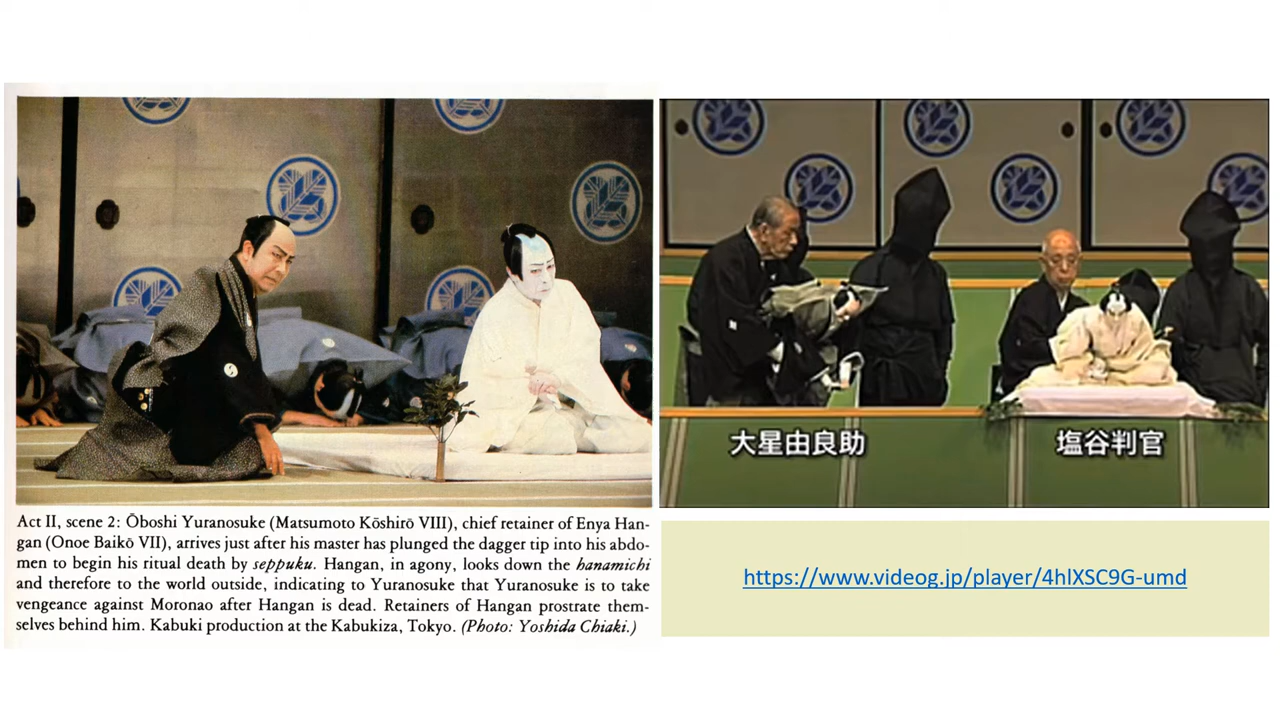 Act II, scene 2: Ōboshi Yuranosuke (Matsumoto Kōshirō VIII), chief retainer of Enya Han-
gan (Onoe Baikō VII), arrives just after his master has plunged the dagger tip into his abdo-
men to begin his ritual death by seppuku. Hangan, in agony, looks down the hanamichi
and therefore to the world outside, indicating to Yuranosuke that Yuranosuke is to take
vengeance against Moronao after Hangan is dead. Retainers of Hangan prostrate them-
selves behind him. Kabuki production at the Kabukiza, Tokyo. (Photo: Yoshida Chiaki.)
大星由良助
塩谷判官
https://www.videog.jp/player/4hlXSC9G-umd